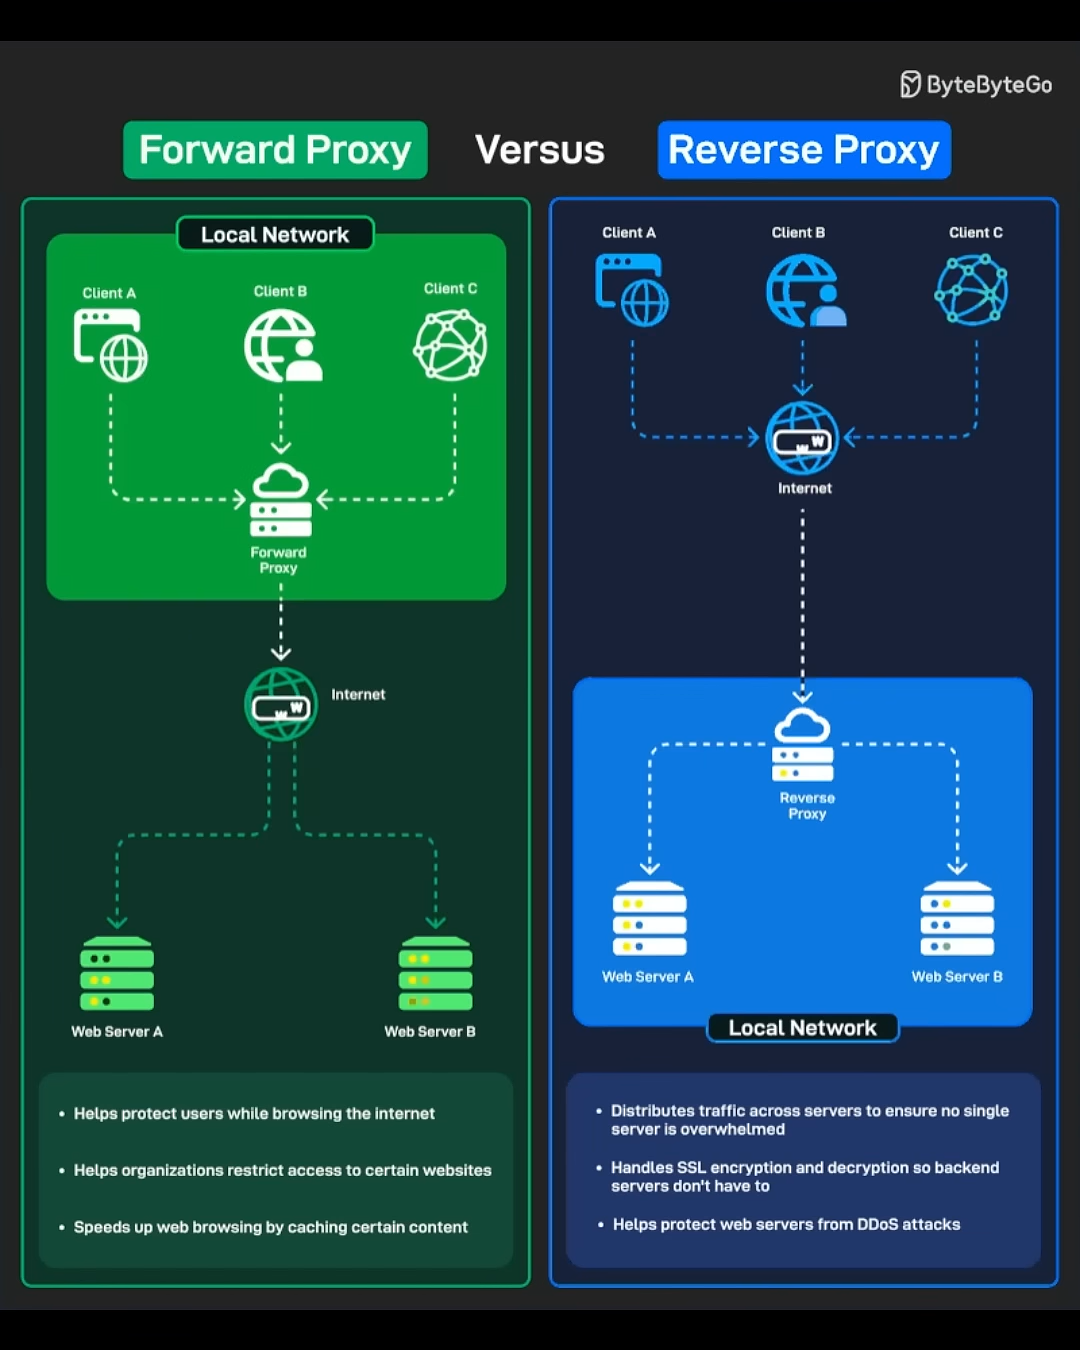 ByteByteGo
Forward Proxy Versus Reverse Proxy
Local Network
Client A
Client B
Client C
Forward
Proxy
Internet
Web Server A
Web Server B
• Helps protect users while browsing the internet
• Helps organizations restrict access to certain websites
• Speeds up web browsing by caching certain content
Client A
Client B
Client C
W
W
Internet
Reverse
Proxy
Web Server A
Web Server B
Local Network
• Distributes traffic across servers to ensure no single
server is overwhelmed
• Handles SSL encryption and decryption so backend
servers don't have to
• Helps protect web servers from DDoS attacks